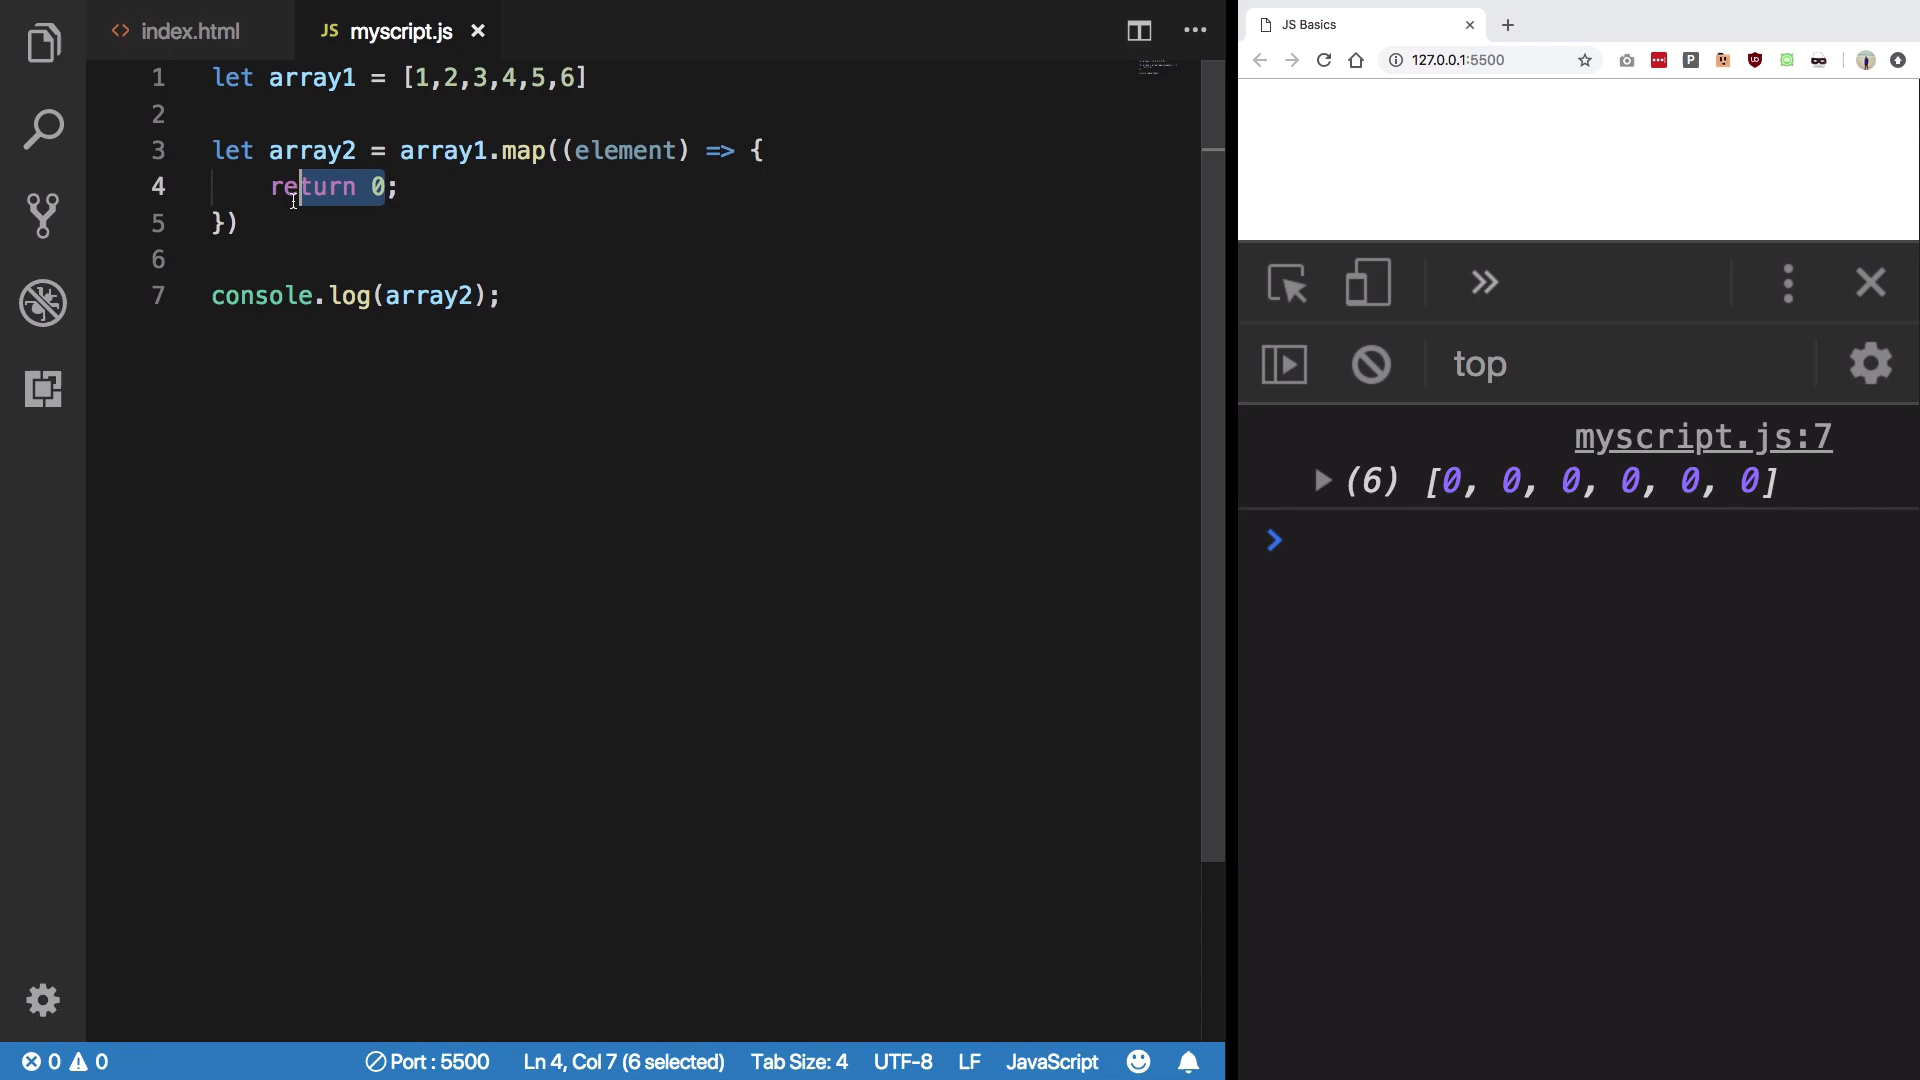 index.html
JS myscript.js
1 let array1 = [1,2,3,4,5,6]
2
3 let array2 = array1.map((element) => {
4 return 0;
5 })
6
7 console.log(array2);
0 0 Port : 5500 Ln 4, Col 7 (6 selected) Tab Size: 4 UTF-8 LF JavaScript
JS Basics
127.0.0.1:5500
top
myscript.js:7
(6) [0, 0, 0, 0, 0, 0]